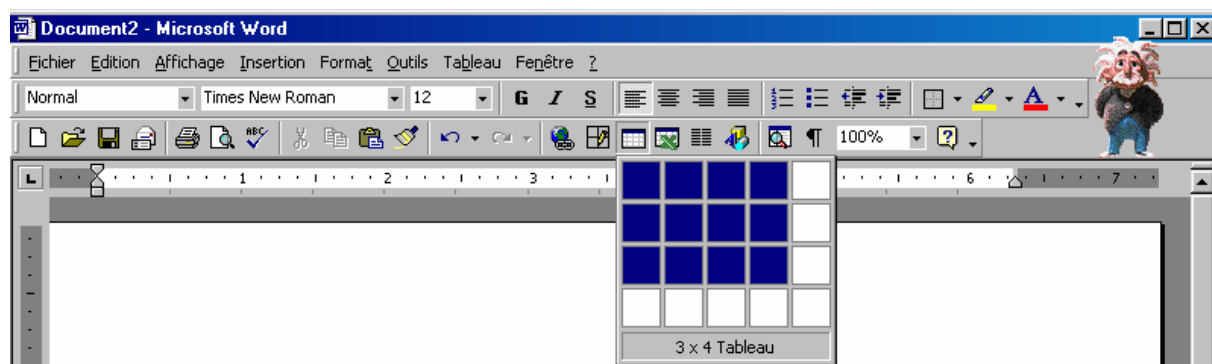 Document2 - Microsoft Word
Fichier Edition Affichage Insertion Format Outils Tableau Fenêtre ?
Normal Times New Roman 12 G I S A
ABC 100% ?
L 1 2 3 6 7
3 x 4 Tableau